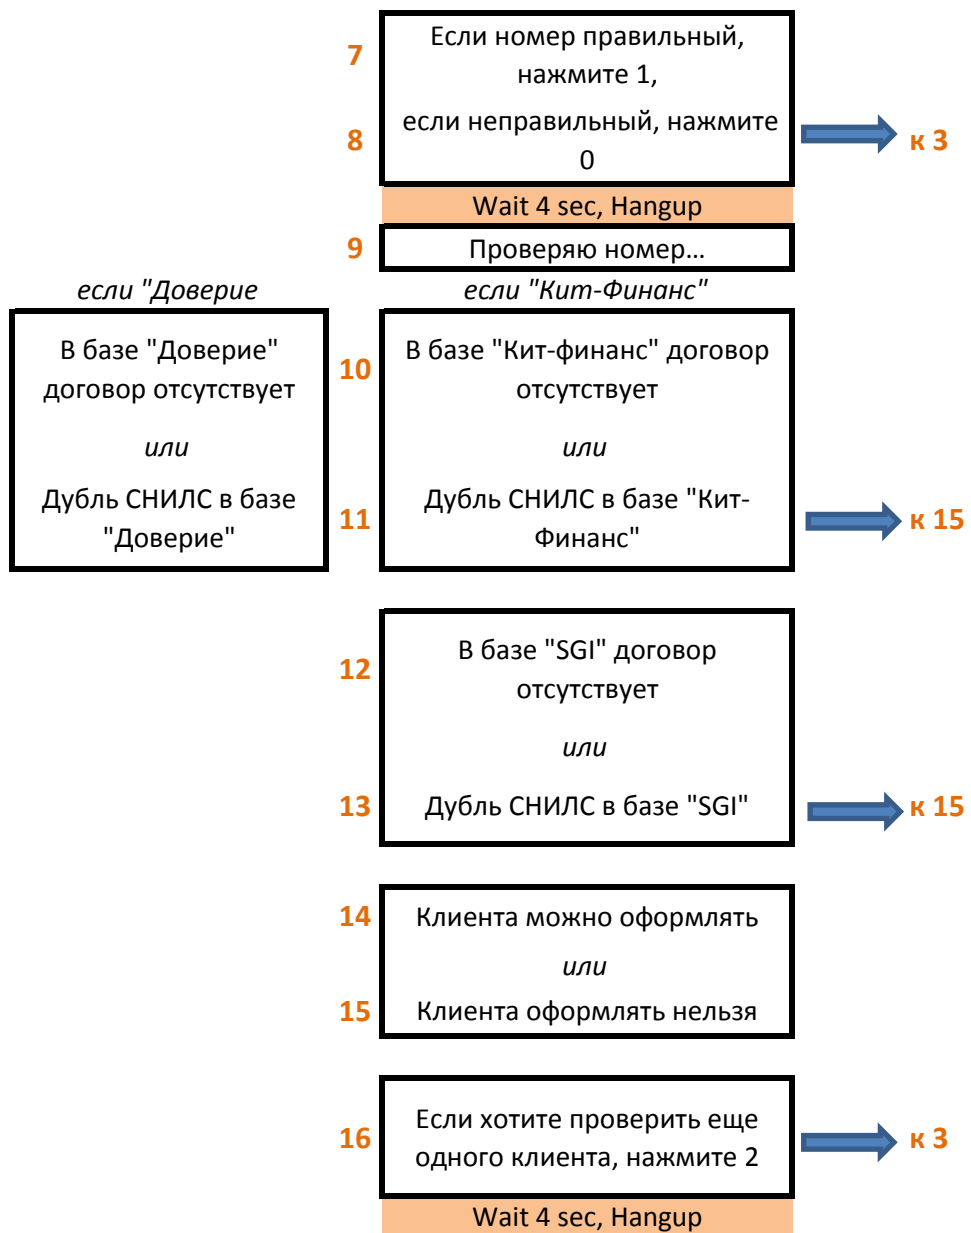 7
Если номер правильный,
нажмите 1,
8
если неправильный, нажмите
0
к 3
Wait 4 sec, Hangup
9
Проверяю номер...
если "Доверие
если "Кит-Финанс"
В базе "Доверие"
договор отсутствует
или
Дубль СНИЛС в базе
"Доверие"
10
В базе "Кит-финанс" договор
отсутствует
или
11
Дубль СНИЛС в базе "Кит-
Финанс"
к 15
12
В базе "SGI" договор
отсутствует
или
13
Дубль СНИЛС в базе "SGI"
к 15
14
Клиента можно оформлять
или
15
Клиента оформлять нельзя
16
Если хотите проверить еще
одного клиента, нажмите 2
к 3
Wait 4 sec, Hangup